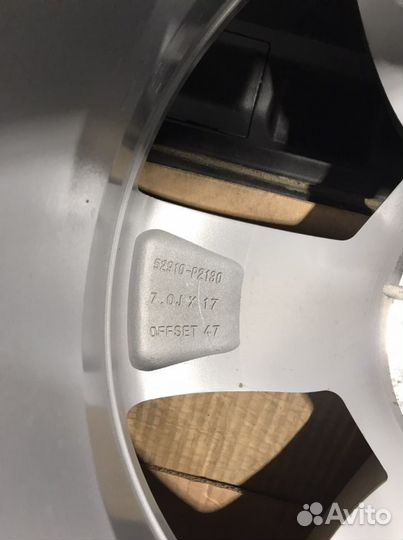 52910-P2180
7.0J X 17
OFFSET 47
Avito